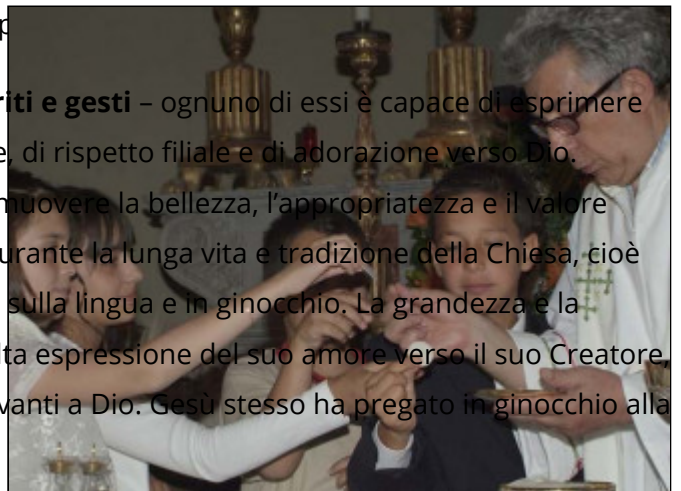 riti e gesti – ognuno di essi è capace di esprimere
, di rispetto filiale e di adorazione verso Dio.
muovere la bellezza, l’appropriatezza e il valore
urante la lunga vita e tradizione della Chiesa, cioè
sulla lingua e in ginocchio. La grandezza e la
lta espressione del suo amore verso il suo Creatore,
vanti a Dio. Gesù stesso ha pregato in ginocchio alla